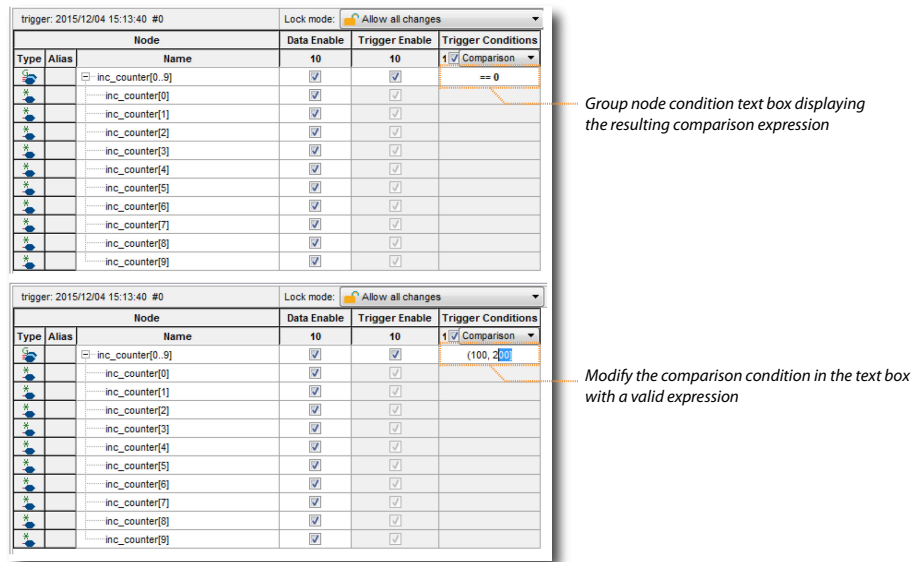 trigger: 2015/12/04 15:13:40 #0 Lock mode: Allow all changes
Node Data Enable Trigger Enable Trigger Conditions
Type Alias Name 10 10 1 Comparison
inc_counter[0..9] == 0
inc_counter[0]
inc_counter[1]
inc_counter[2]
inc_counter[3]
inc_counter[4]
inc_counter[5]
inc_counter[6]
inc_counter[7]
inc_counter[8]
inc_counter[9]
Group node condition text box displaying
the resulting comparison expression
trigger: 2015/12/04 15:13:40 #0 Lock mode: Allow all changes
Node Data Enable Trigger Enable Trigger Conditions
Type Alias Name 10 10 1 Comparison
inc_counter[0..9] (100, 200]
inc_counter[0]
inc_counter[1]
inc_counter[2]
inc_counter[3]
inc_counter[4]
inc_counter[5]
inc_counter[6]
inc_counter[7]
inc_counter[8]
inc_counter[9]
Modify the comparison condition in the text box
with a valid expression